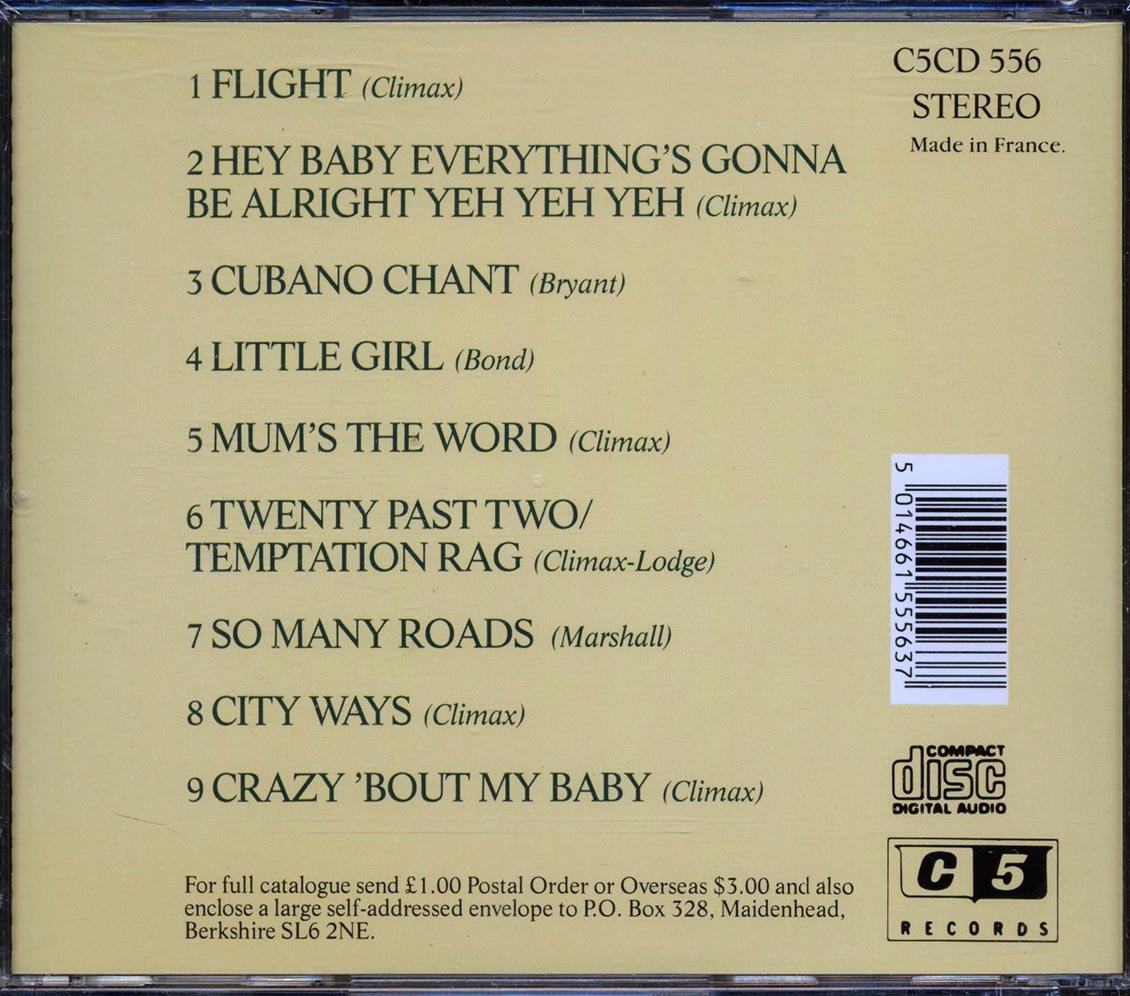 1 FLIGHT (Climax)
2 HEY BABY EVERYTHING'S GONNA
BE ALRIGHT YEH YEH YEH (Climax)
3 CUBANO CHANT (Bryant)
4 LITTLE GIRL (Bond)
5 MUM'S THE WORD (Climax)
6 TWENTY PAST TWO/
TEMPTATION RAG (Climax-Lodge)
7 SO MANY ROADS (Marshall)
8 CITY WAYS (Climax)
9 CRAZY 'BOUT MY BABY (Climax)
For full catalogue send £1.00 Postal Order or Overseas $3.00 and also
enclose a large self-addressed envelope to P.O. Box 328, Maidenhead,
Berkshire SL6 2NE.
C5CD 556
STEREO
Made in France.
5 014661 555637
COMPACT
disc
DIGITAL AUDIO
C 5
RECORDS